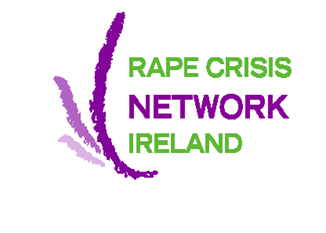 RAPE CRISIS
NETWORK
IRELAND